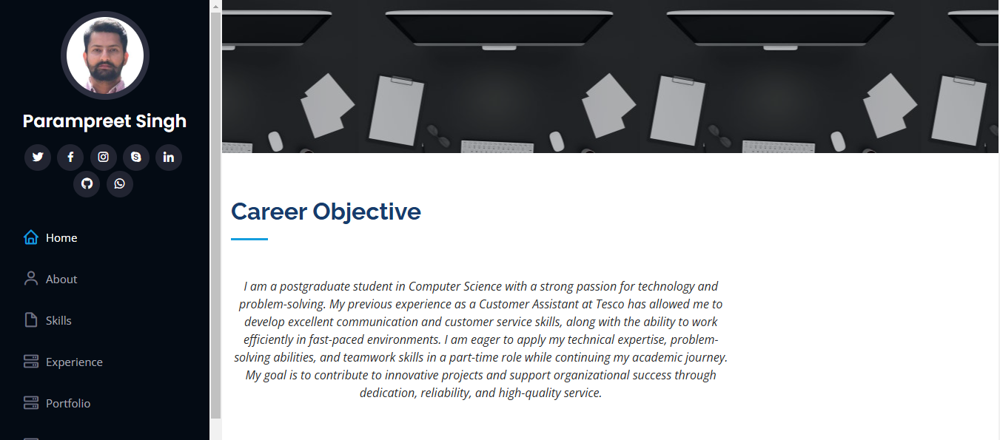 Parampreet Singh
Home
About
Skills
Experience
Portfolio
Career Objective
I am a postgraduate student in Computer Science with a strong passion for technology and
problem-solving. My previous experience as a Customer Assistant at Tesco has allowed me to
develop excellent communication and customer service skills, along with the ability to work
efficiently in fast-paced environments. I am eager to apply my technical expertise, problem-
solving abilities, and teamwork skills in a part-time role while continuing my academic journey.
My goal is to contribute to innovative projects and support organizational success through
dedication, reliability, and high-quality service.